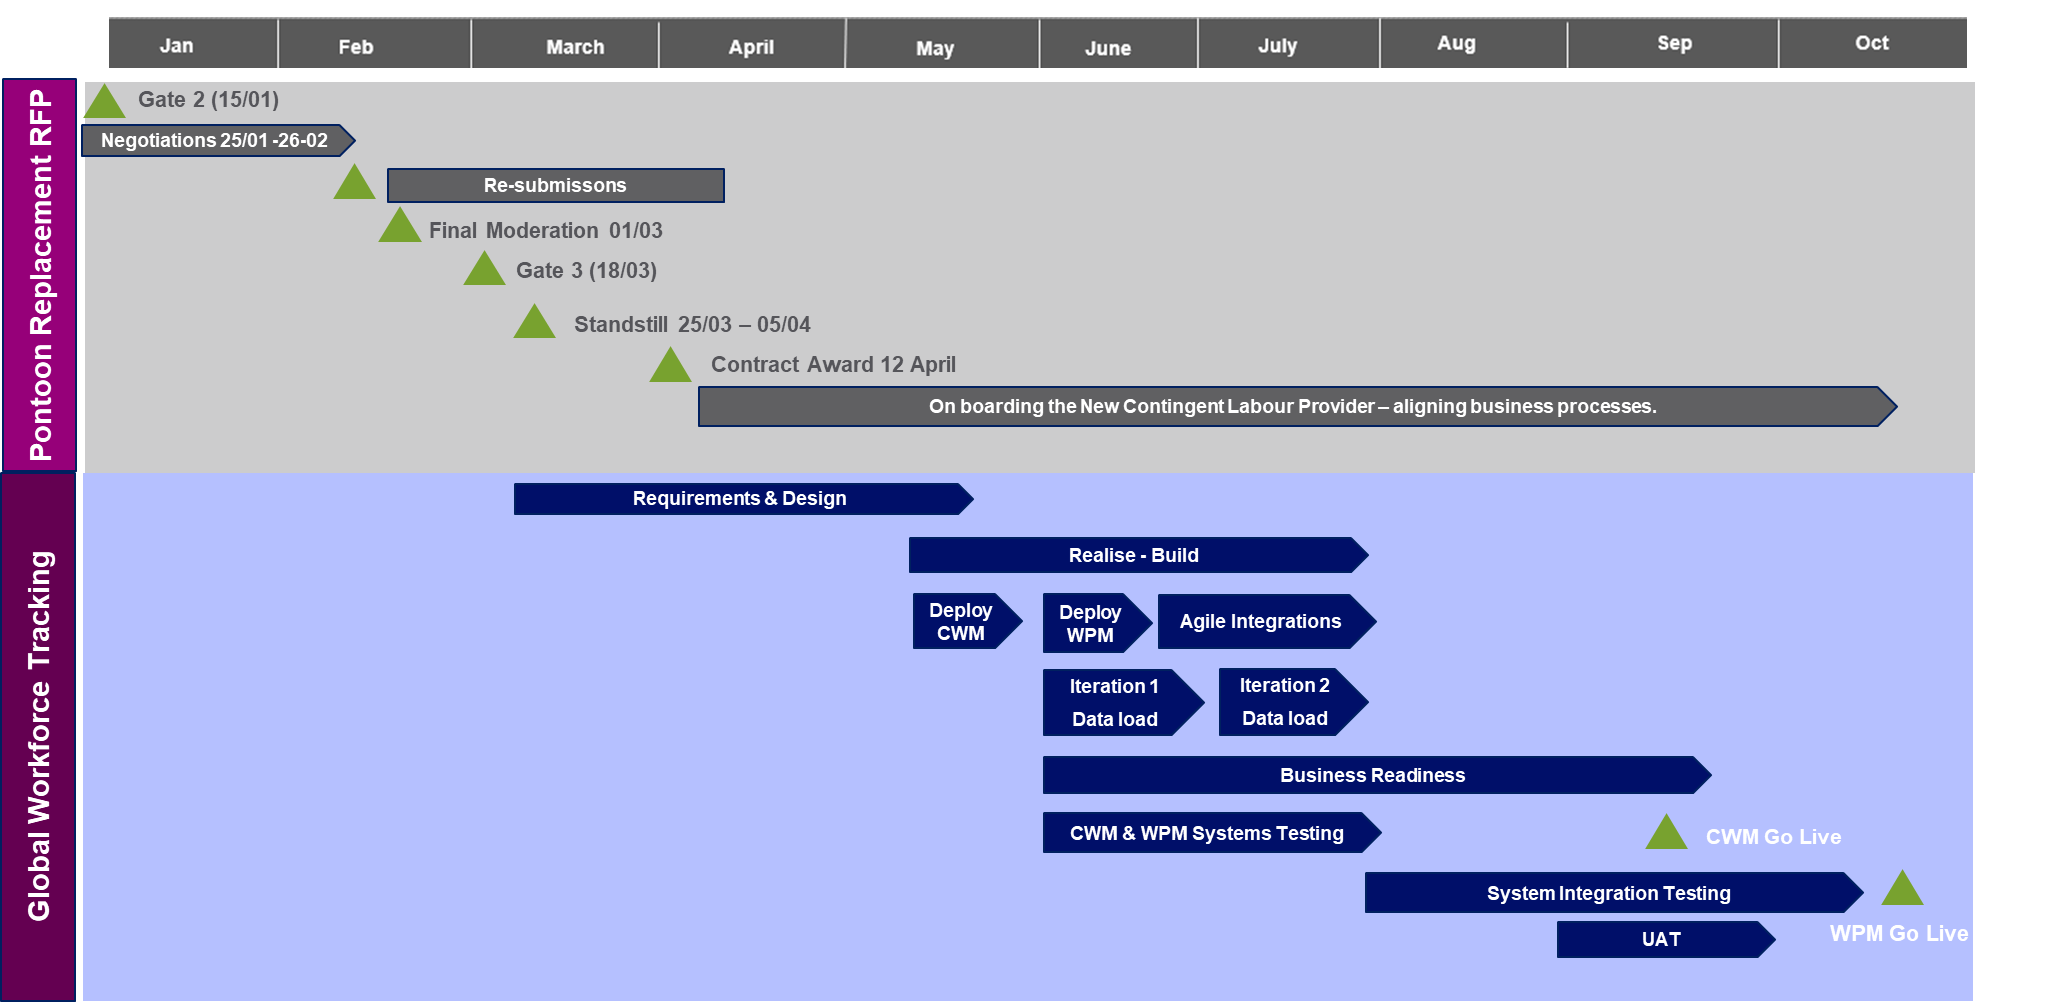 Jan
Feb
March
April
May
June
July
Aug
Sep
Oct
Pontoon Replacement RFP
Gate 2 (15/01)
Negotiations 25/01 -26-02
Re-submissons
Final Moderation 01/03
Gate 3 (18/03)
Standstill 25/03 – 05/04
Contract Award 12 April
On boarding the New Contingent Labour Provider – aligning business processes.
Global Workforce Tracking
Requirements & Design
Realise - Build
Deploy
CWM
Deploy
WPM
Agile Integrations
Iteration 1
Data load
Iteration 2
Data load
Business Readiness
CWM & WPM Systems Testing
CWM Go Live
System Integration Testing
WPM Go Live
UAT